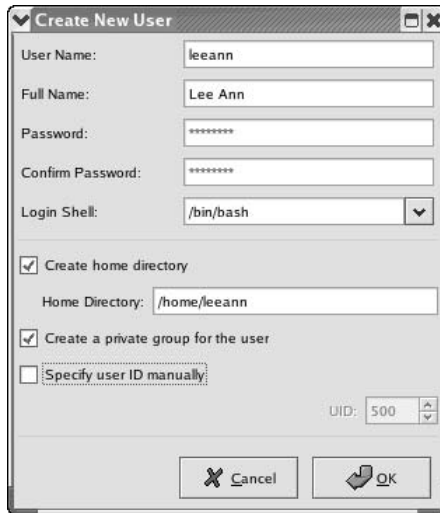 Create New User
User Name: leeann
Full Name: Lee Ann
Password: ********
Confirm Password: ********
Login Shell: /bin/bash
Create home directory
Home Directory: /home/leeann
Create a private group for the user
Specify user ID manually
UID: 500
Cancel OK